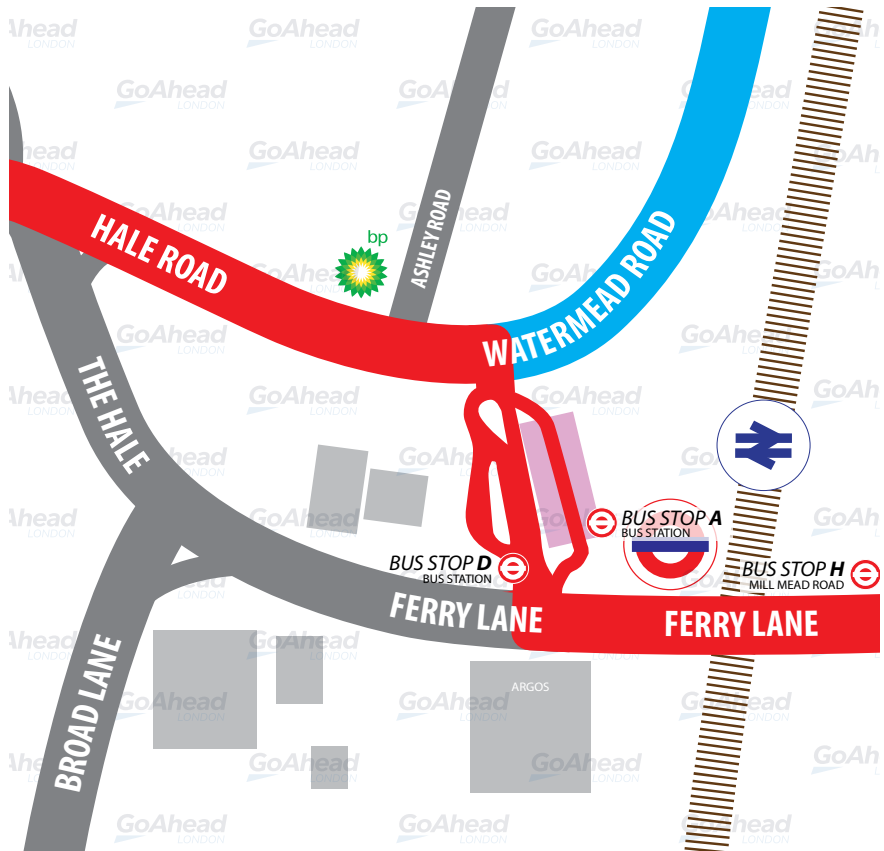 bp
ASHLEY ROAD
HALE ROAD
WATERMEAD ROAD
THE HALE
BUS STOP A
BUS STATION
BUS STOP D
BUS STATION
BUS STOP H
MILL MEAD ROAD
FERRY LANE
FERRY LANE
BROAD LANE
ARGOS
GoAhead
LONDON